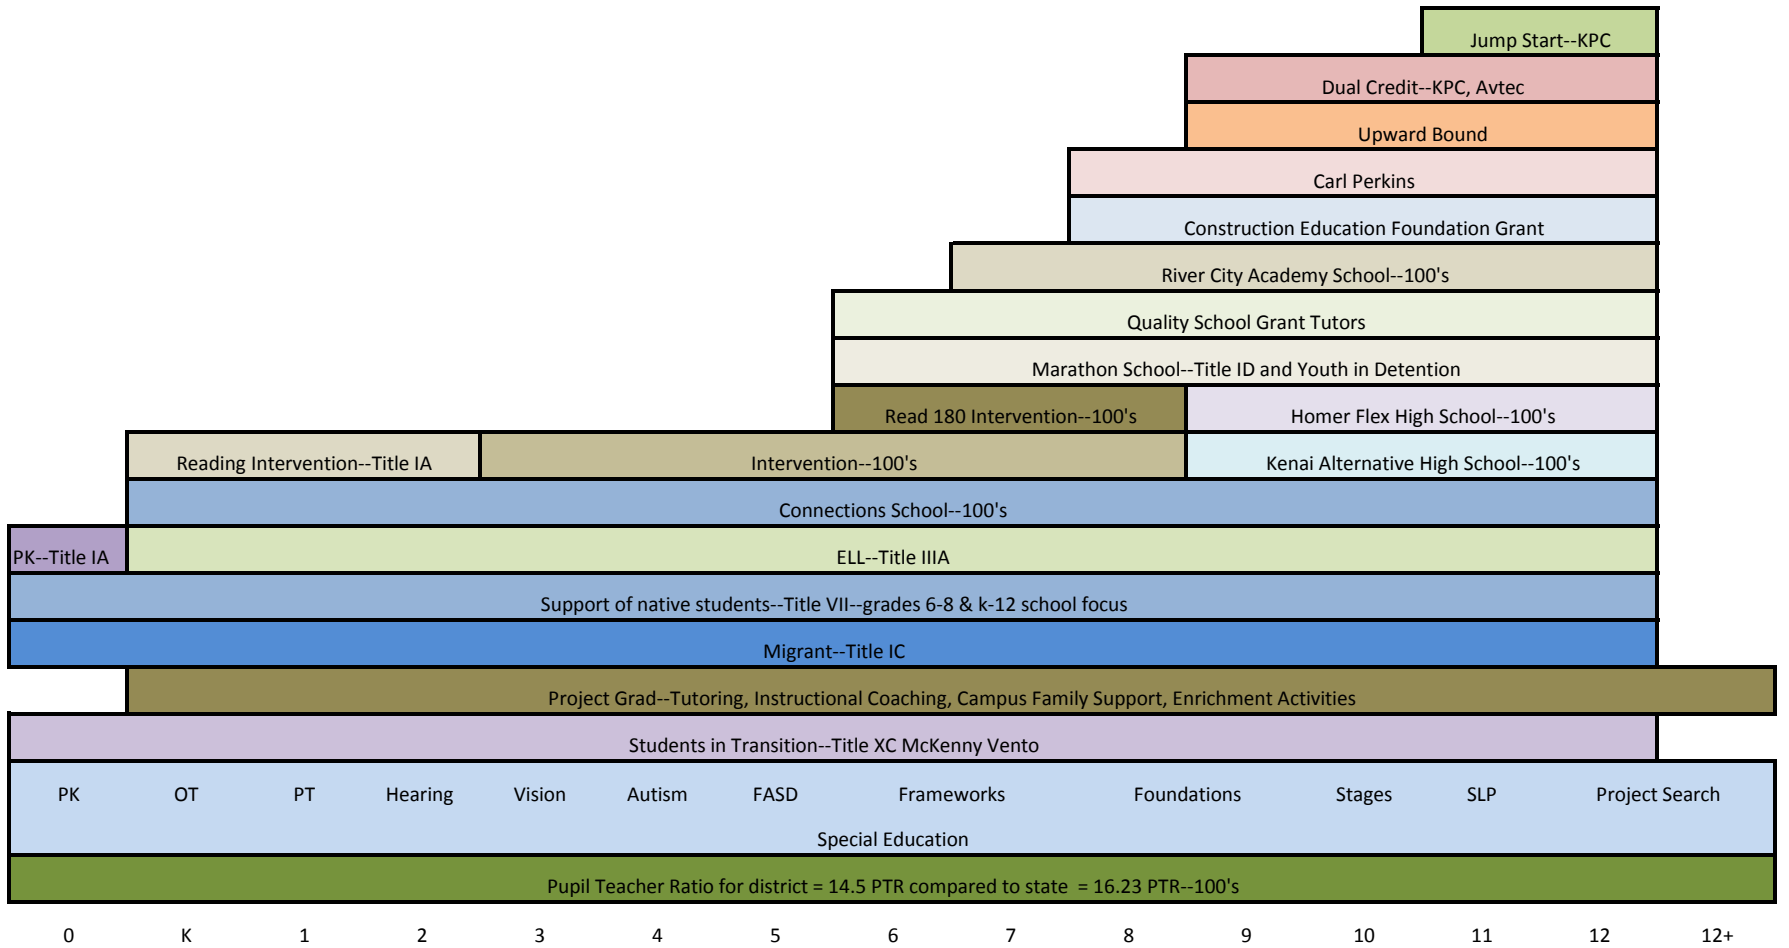 Jump Start--KPC
Dual Credit--KPC, Avtec
Upward Bound
Carl Perkins
Construction Education Foundation Grant
River City Academy School--100's
Quality School Grant Tutors
Marathon School--Title ID and Youth in Detention
Read 180 Intervention--100's Homer Flex High School--100's
Reading Intervention--Title IA Intervention--100's Kenai Alternative High School--100's
Connections School--100's
PK--Title IA ELL--Title IIIA
Support of native students--Title VII--grades 6-8 & k-12 school focus
Migrant--Title IC
Project Grad--Tutoring, Instructional Coaching, Campus Family Support, Enrichment Activities
Students in Transition--Title XC McKenny Vento
PK OT PT Hearing Vision Autism FASD Frameworks Foundations Stages SLP Project Search
Special Education
Pupil Teacher Ratio for district = 14.5 PTR compared to state = 16.23 PTR--100's
0 K 1 2 3 4 5 6 7 8 9 10 11 12 12+